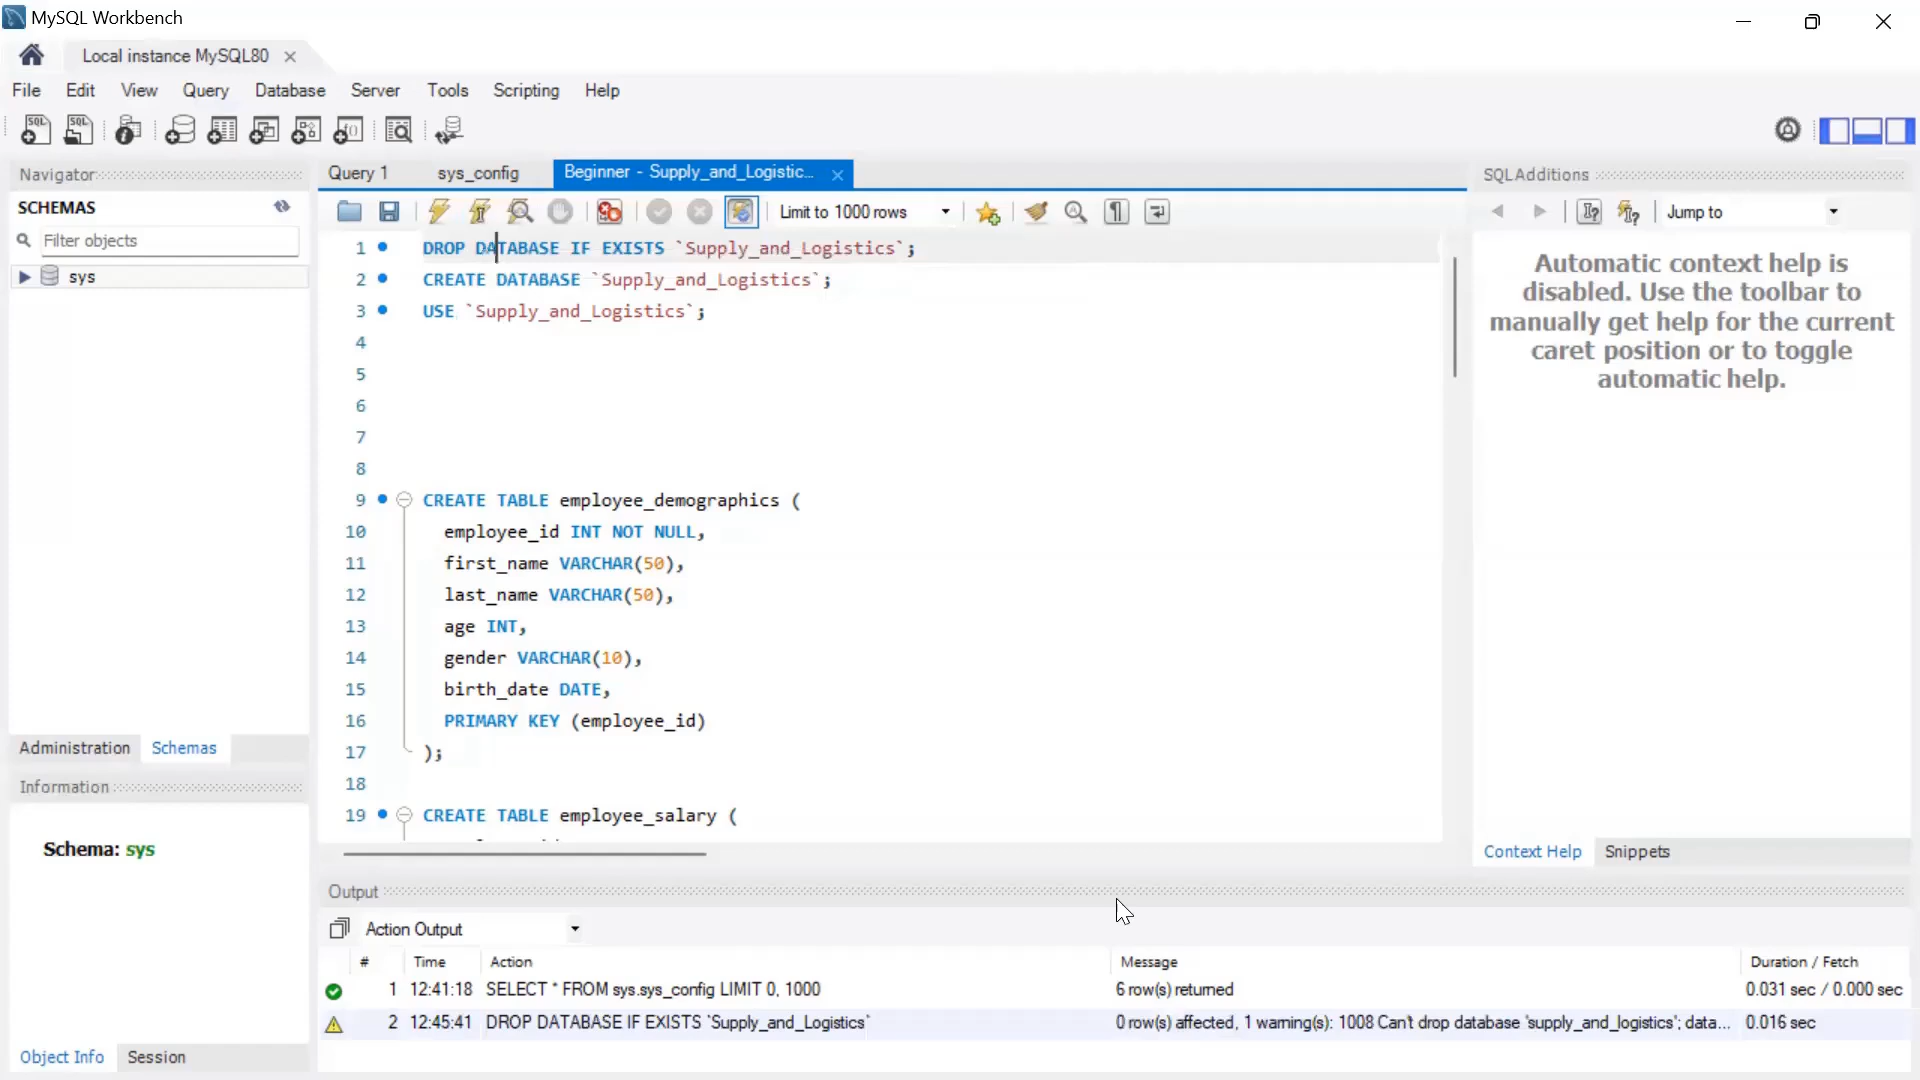 MySQL Workbench
Local instance MySQL80
File Edit View Query Database Server Tools Scripting Help
Navigator
SCHEMAS
Filter objects
sys
Administration Schemas
Information
Schema: sys
Object Info Session
Query 1 sys_config Beginner - Supply_and_Logistic...
Limit to 1000 rows
1 DROP DATABASE IF EXISTS `Supply_and_Logistics`;
2 CREATE DATABASE `Supply_and_Logistics`;
3 USE `Supply_and_Logistics`;
4
5
6
7
8
9 CREATE TABLE employee_demographics (
10 employee_id INT NOT NULL,
11 first_name VARCHAR(50),
12 last_name VARCHAR(50),
13 age INT,
14 gender VARCHAR(10),
15 birth_date DATE,
16 PRIMARY KEY (employee_id)
17 );
18
19 CREATE TABLE employee_salary (
SQLAdditions
Jump to
Automatic context help is
disabled. Use the toolbar to
manually get help for the current
caret position or to toggle
automatic help.
Context Help Snippets
Output
Action Output
# Time Action Message Duration / Fetch
1 12:41:18 SELECT * FROM sys.sys_config LIMIT 0, 1000 6 row(s) returned 0.031 sec / 0.000 sec
2 12:45:41 DROP DATABASE IF EXISTS `Supply_and_Logistics` 0 row(s) affected, 1 warning(s): 1008 Can't drop database 'supply_and_logistics'; data... 0.016 sec